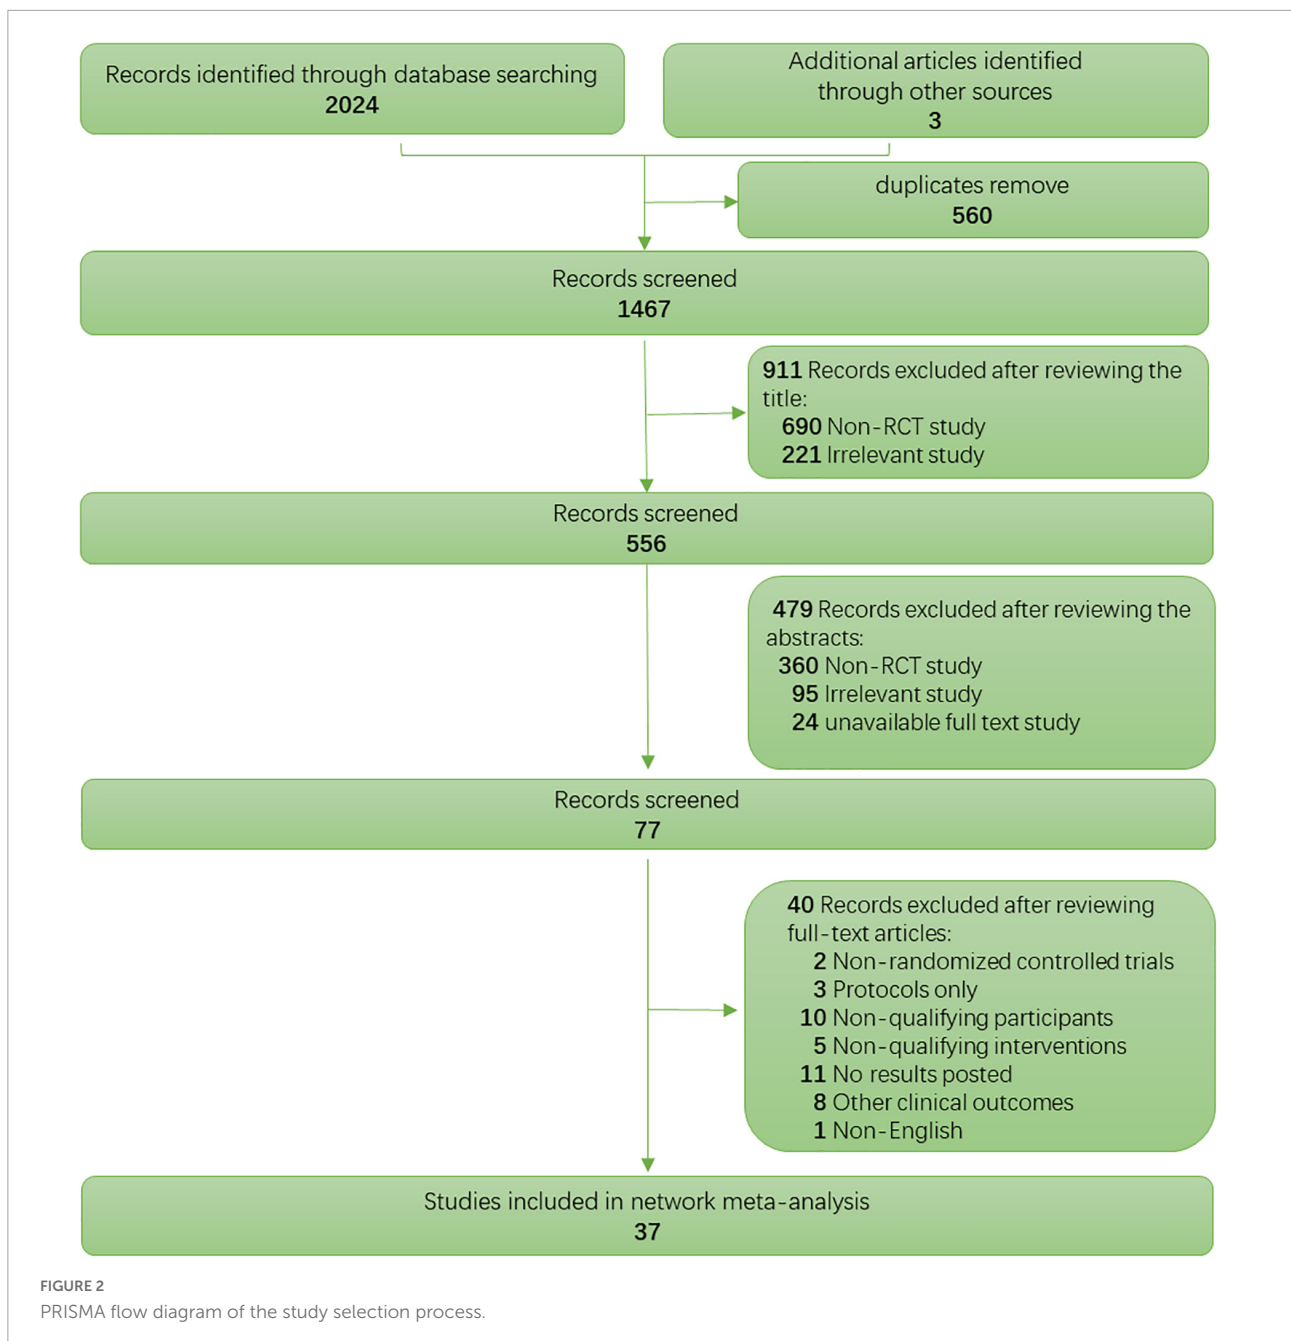 Records identified through database searching
2024
Additional articles identified
through other sources
3
duplicates remove
560
Records screened
1467
911 Records excluded after reviewing the
title:
690 Non-RCT study
221 Irrelevant study
Records screened
556
479 Records excluded after reviewing the
abstracts:
360 Non-RCT study
95 Irrelevant study
24 unavailable full text study
Records screened
77
40 Records excluded after reviewing
full-text articles:
2 Non-randomized controlled trials
3 Protocols only
10 Non-qualifying participants
5 Non-qualifying interventions
11 No results posted
8 Other clinical outcomes
1 Non-English
Studies included in network meta-analysis
37
FIGURE 2
PRISMA flow diagram of the study selection process.